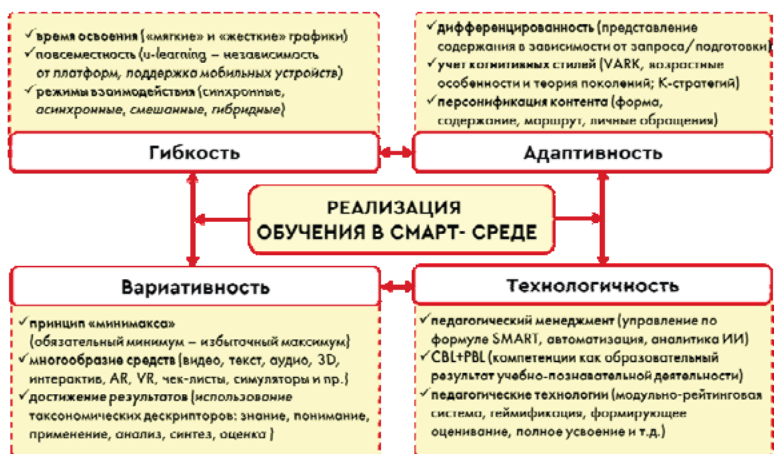 ✓время освоения («мягкие» и «жесткие» графики)
✓повсеместность (u-learning – независимость
от платформ, поддержка мобильных устройств)
✓режимы взаимодействия (синхронные,
асинхронные, смешанные, гибридные)
Гибкость
✓дифференцированность (представление
содержания в зависимости от запроса/подготовки)
✓учет когнитивных стилей (VARK, возрастные
особенности и теория поколений; К-стратегий)
✓персонификация контента (форма,
содержание, маршрут, личные обращения)
Адаптивность
РЕАЛИЗАЦИЯ
ОБУЧЕНИЯ В СМАРТ- СРЕДЕ
Вариативность
✓принцип «минимакса»
(обязательный минимум – избыточный максимум)
✓многообразие средств (видео, текст, аудио, 3D,
интерактив, AR, VR, чек-листы, симуляторы и пр.)
✓достижение результатов (использование
таксономических дескрипторов: знание, понимание,
применение, анализ, синтез, оценка )
Технологичность
✓педагогический менеджмент (управление по
формуле SMART, автоматизация, аналитика ИИ)
✓CBL+PBL (компетенции как образовательный
результат учебно-познавательной деятельности)
✓педагогические технологии (модульно-рейтинговая
система, геймификация, формирующее
оценивание, полное усвоение и т.д.)